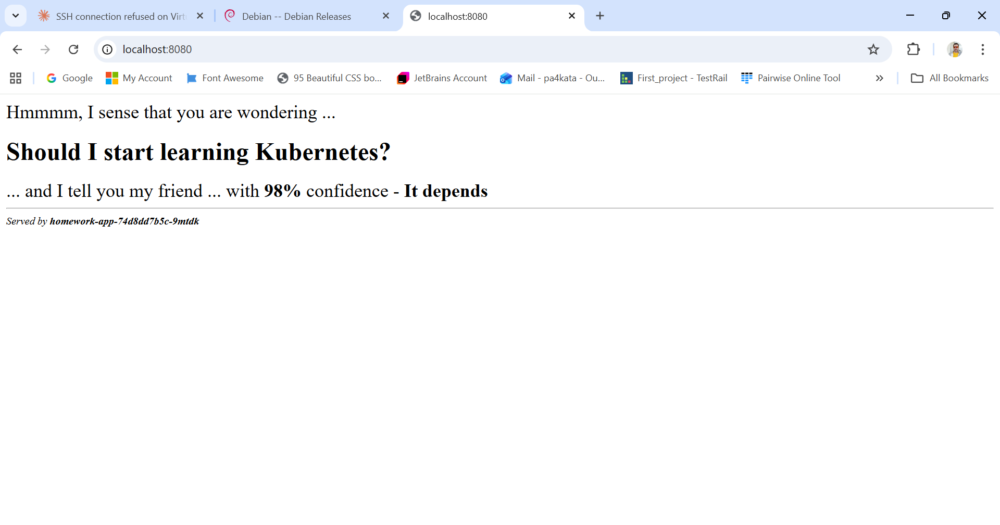 SSH connection refused on Virt
Debian -- Debian Releases
localhost:8080
localhost:8080
Google
My Account
Font Awesome
95 Beautiful CSS bo...
JetBrains Account
Mail - pa4kata - Ou...
First_project - TestRail
Pairwise Online Tool
All Bookmarks
Hmmmm, I sense that you are wondering ...
Should I start learning Kubernetes?
... and I tell you my friend ... with 98% confidence - It depends
Served by homework-app-74d8dd7b5c-9mtdk